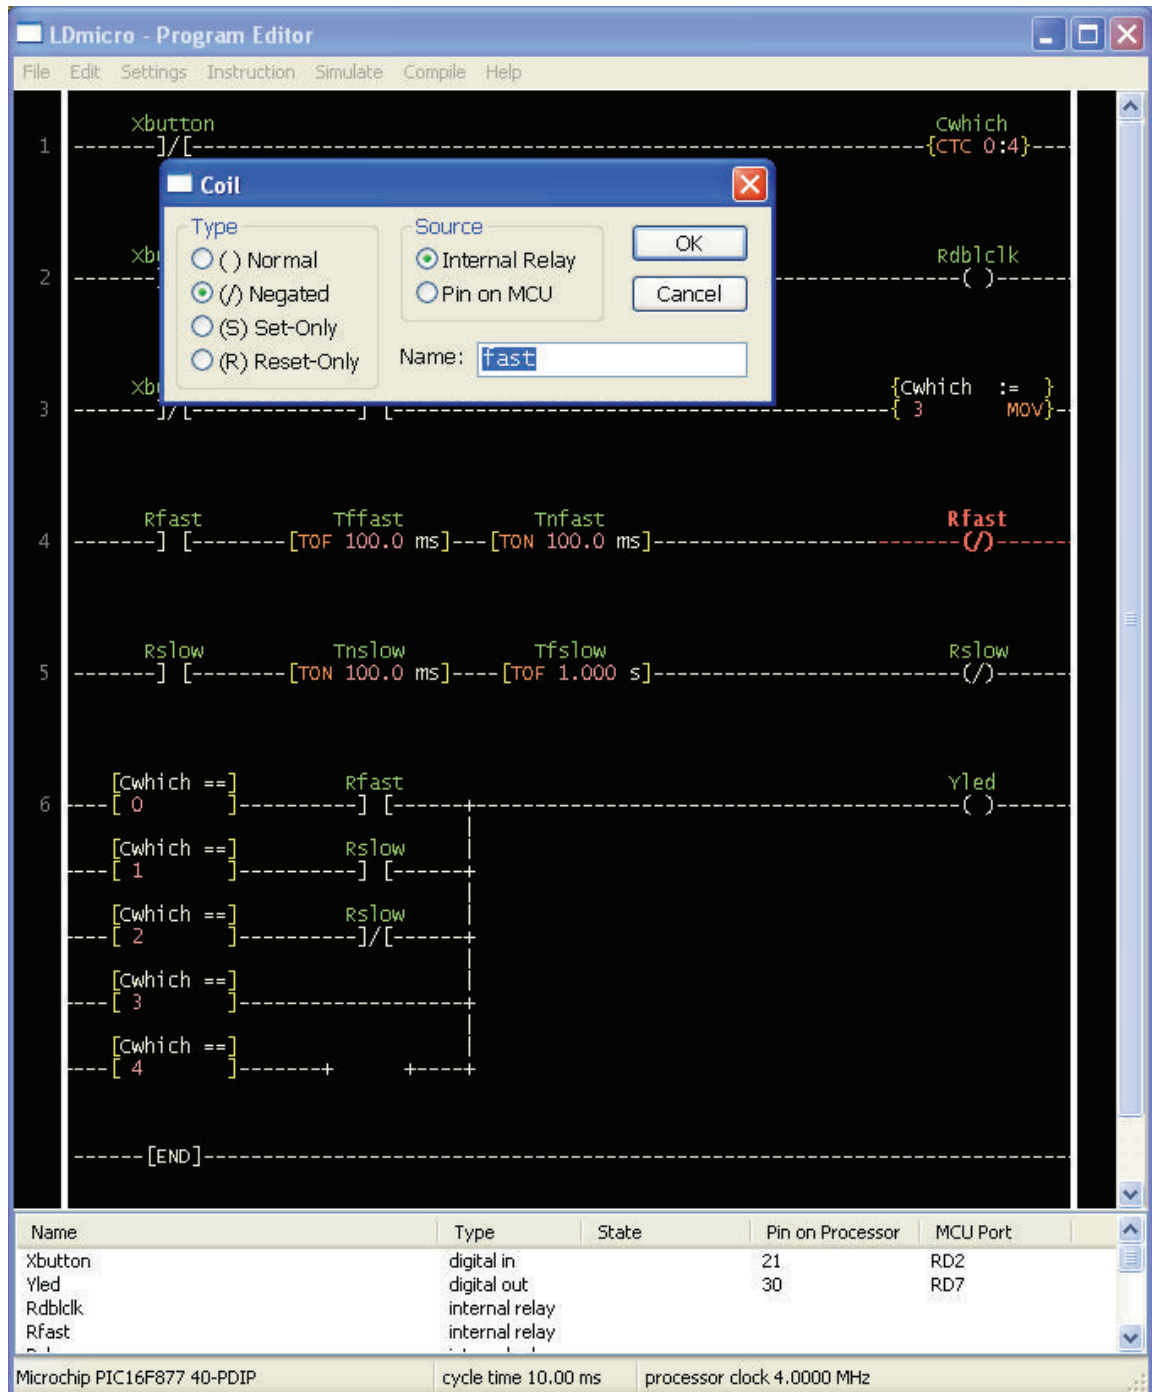 LDmicro - Program Editor
File Edit Settings Instruction Simulate Compile Help
Xbutton Cwhich
1 -------]/[--------------------------------------------------{CTC 0:4}----
Coil
Type Source
( ) Normal Internal Relay OK
(/) Negated Pin on MCU Cancel
(S) Set-Only
(R) Reset-Only Name: fast
Rdblclk
2 ------ ( )------
{Cwhich := }
3 -------]/[------------] [----------------------------------{ 3 MOV}--
Rfast Tffast Tnfast Rfast
4 -------] [--------[TOF 100.0 ms]---[TON 100.0 ms]--------------------------(/)------
Rslow Tnslow Tfslow Rslow
5 -------] [--------[TON 100.0 ms]----[TOF 1.000 s]--------------------------(/)------
[Cwhich ==] Rfast Yled
6 ----[ 0 ]----------] [------+----------------------------------( )------
[Cwhich ==] Rslow
----[ 1 ]----------] [------+
[Cwhich ==] Rslow
----[ 2 ]----------]/[------+
[Cwhich ==]
----[ 3 ]--------------------+
[Cwhich ==]
----[ 4 ]-------+ +----+
------[END]------------------------------------------------------------
Name Type State Pin on Processor MCU Port
Xbutton digital in 21 RD2
Yled digital out 30 RD7
Rdblclk internal relay
Rfast internal relay
Microchip PIC16F877 40-PDIP cycle time 10.00 ms processor clock 4.0000 MHz